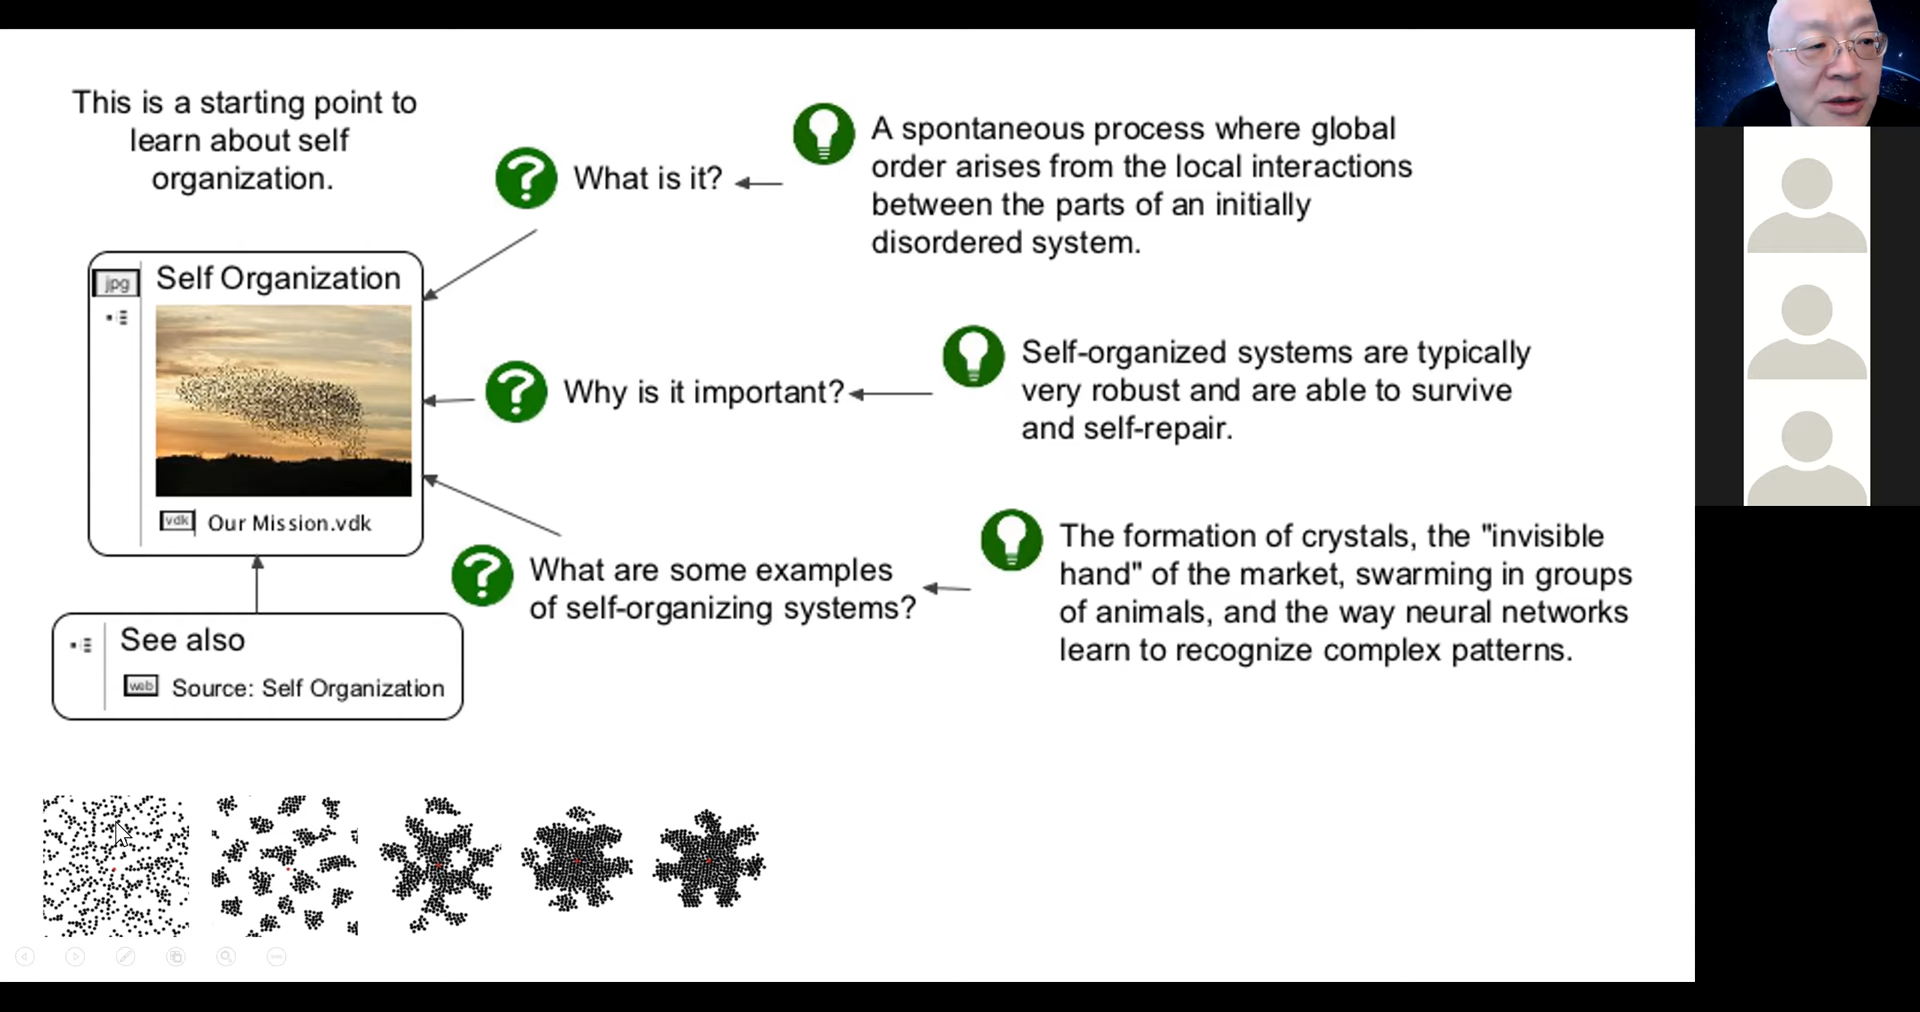 This is a starting point to
learn about self
organization.
What is it?
A spontaneous process where global
order arises from the local interactions
between the parts of an initially
disordered system.
jpg
Self Organization
vdk
Our Mission.vdk
Why is it important?
Self-organized systems are typically
very robust and are able to survive
and self-repair.
What are some examples
of self-organizing systems?
The formation of crystals, the "invisible
hand" of the market, swarming in groups
of animals, and the way neural networks
learn to recognize complex patterns.
See also
web
Source: Self Organization